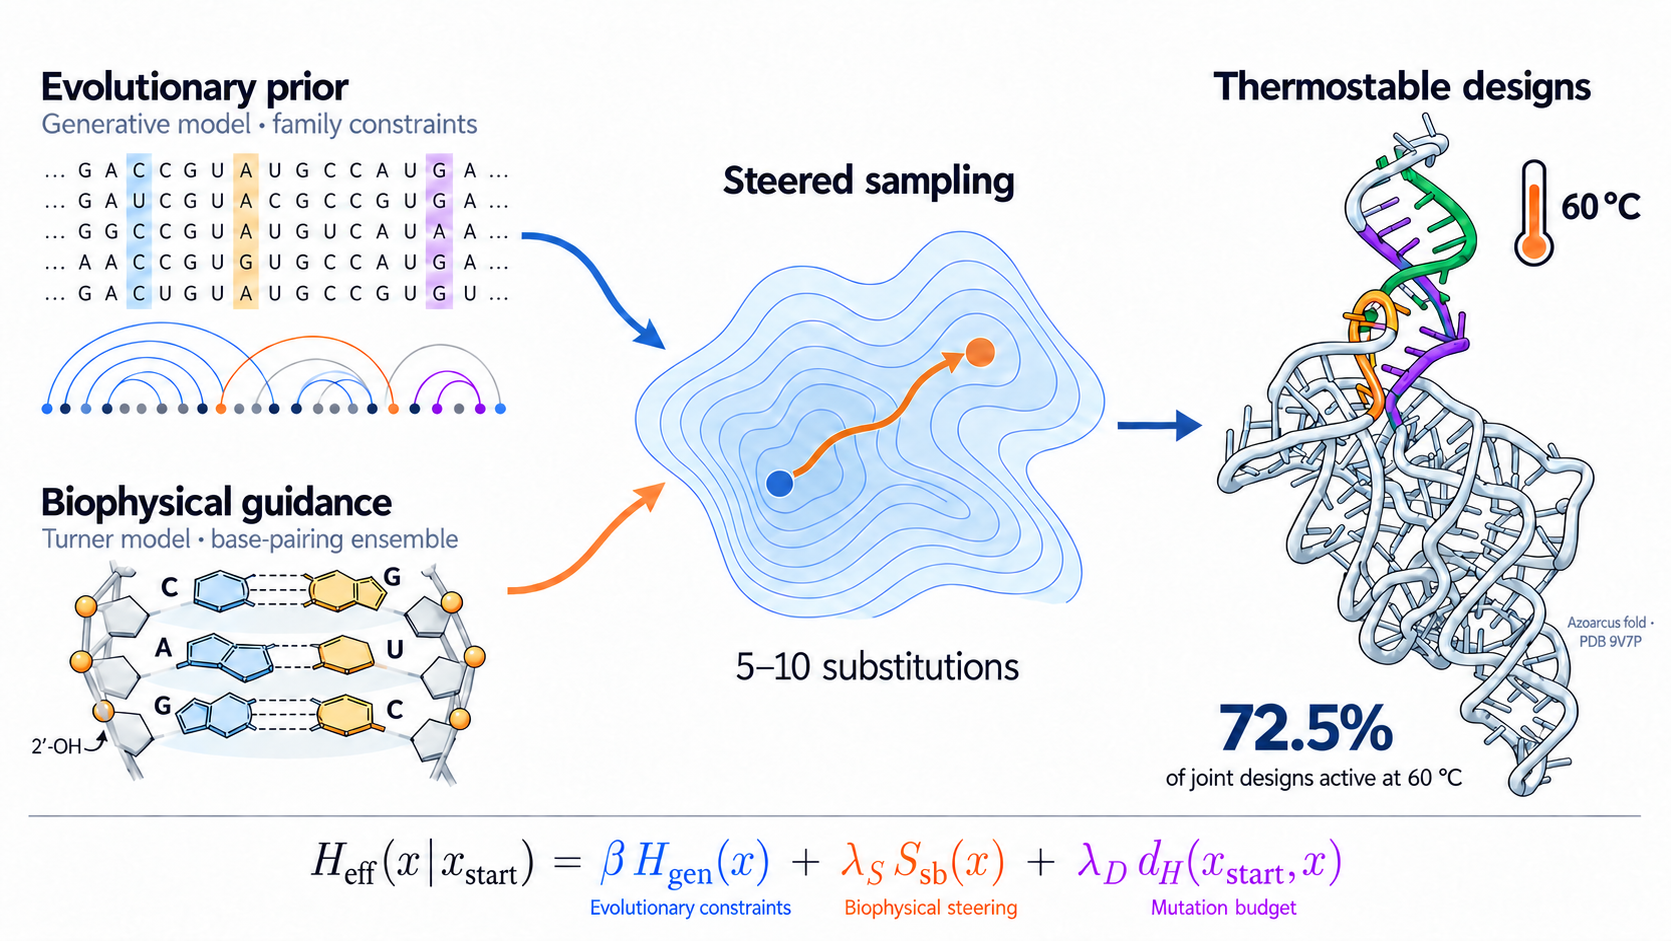 Evolutionary prior
Generative model · family constraints
... G A C C G U A U G C C A U G A ...
... G A U C G U A C G C C G U G A ...
... G G C C G U A U G U C A U A A ...
... A A C C G U G U G C C A U G A ...
... G A C U G U A U G C C G U G U ...
Biophysical guidance
Turner model · base-pairing ensemble
C G
A U
G C
2′-OH
Steered sampling
5–10 substitutions
Thermostable designs
60 °C
Azoarcus fold ·
PDB 9V7P
72.5%
of joint designs active at 60 °C
H_eff(x | x_start) = β H_gen(x) + λ_S S_sb(x) + λ_D d_H(x_start, x)
Evolutionary constraints
Biophysical steering
Mutation budget